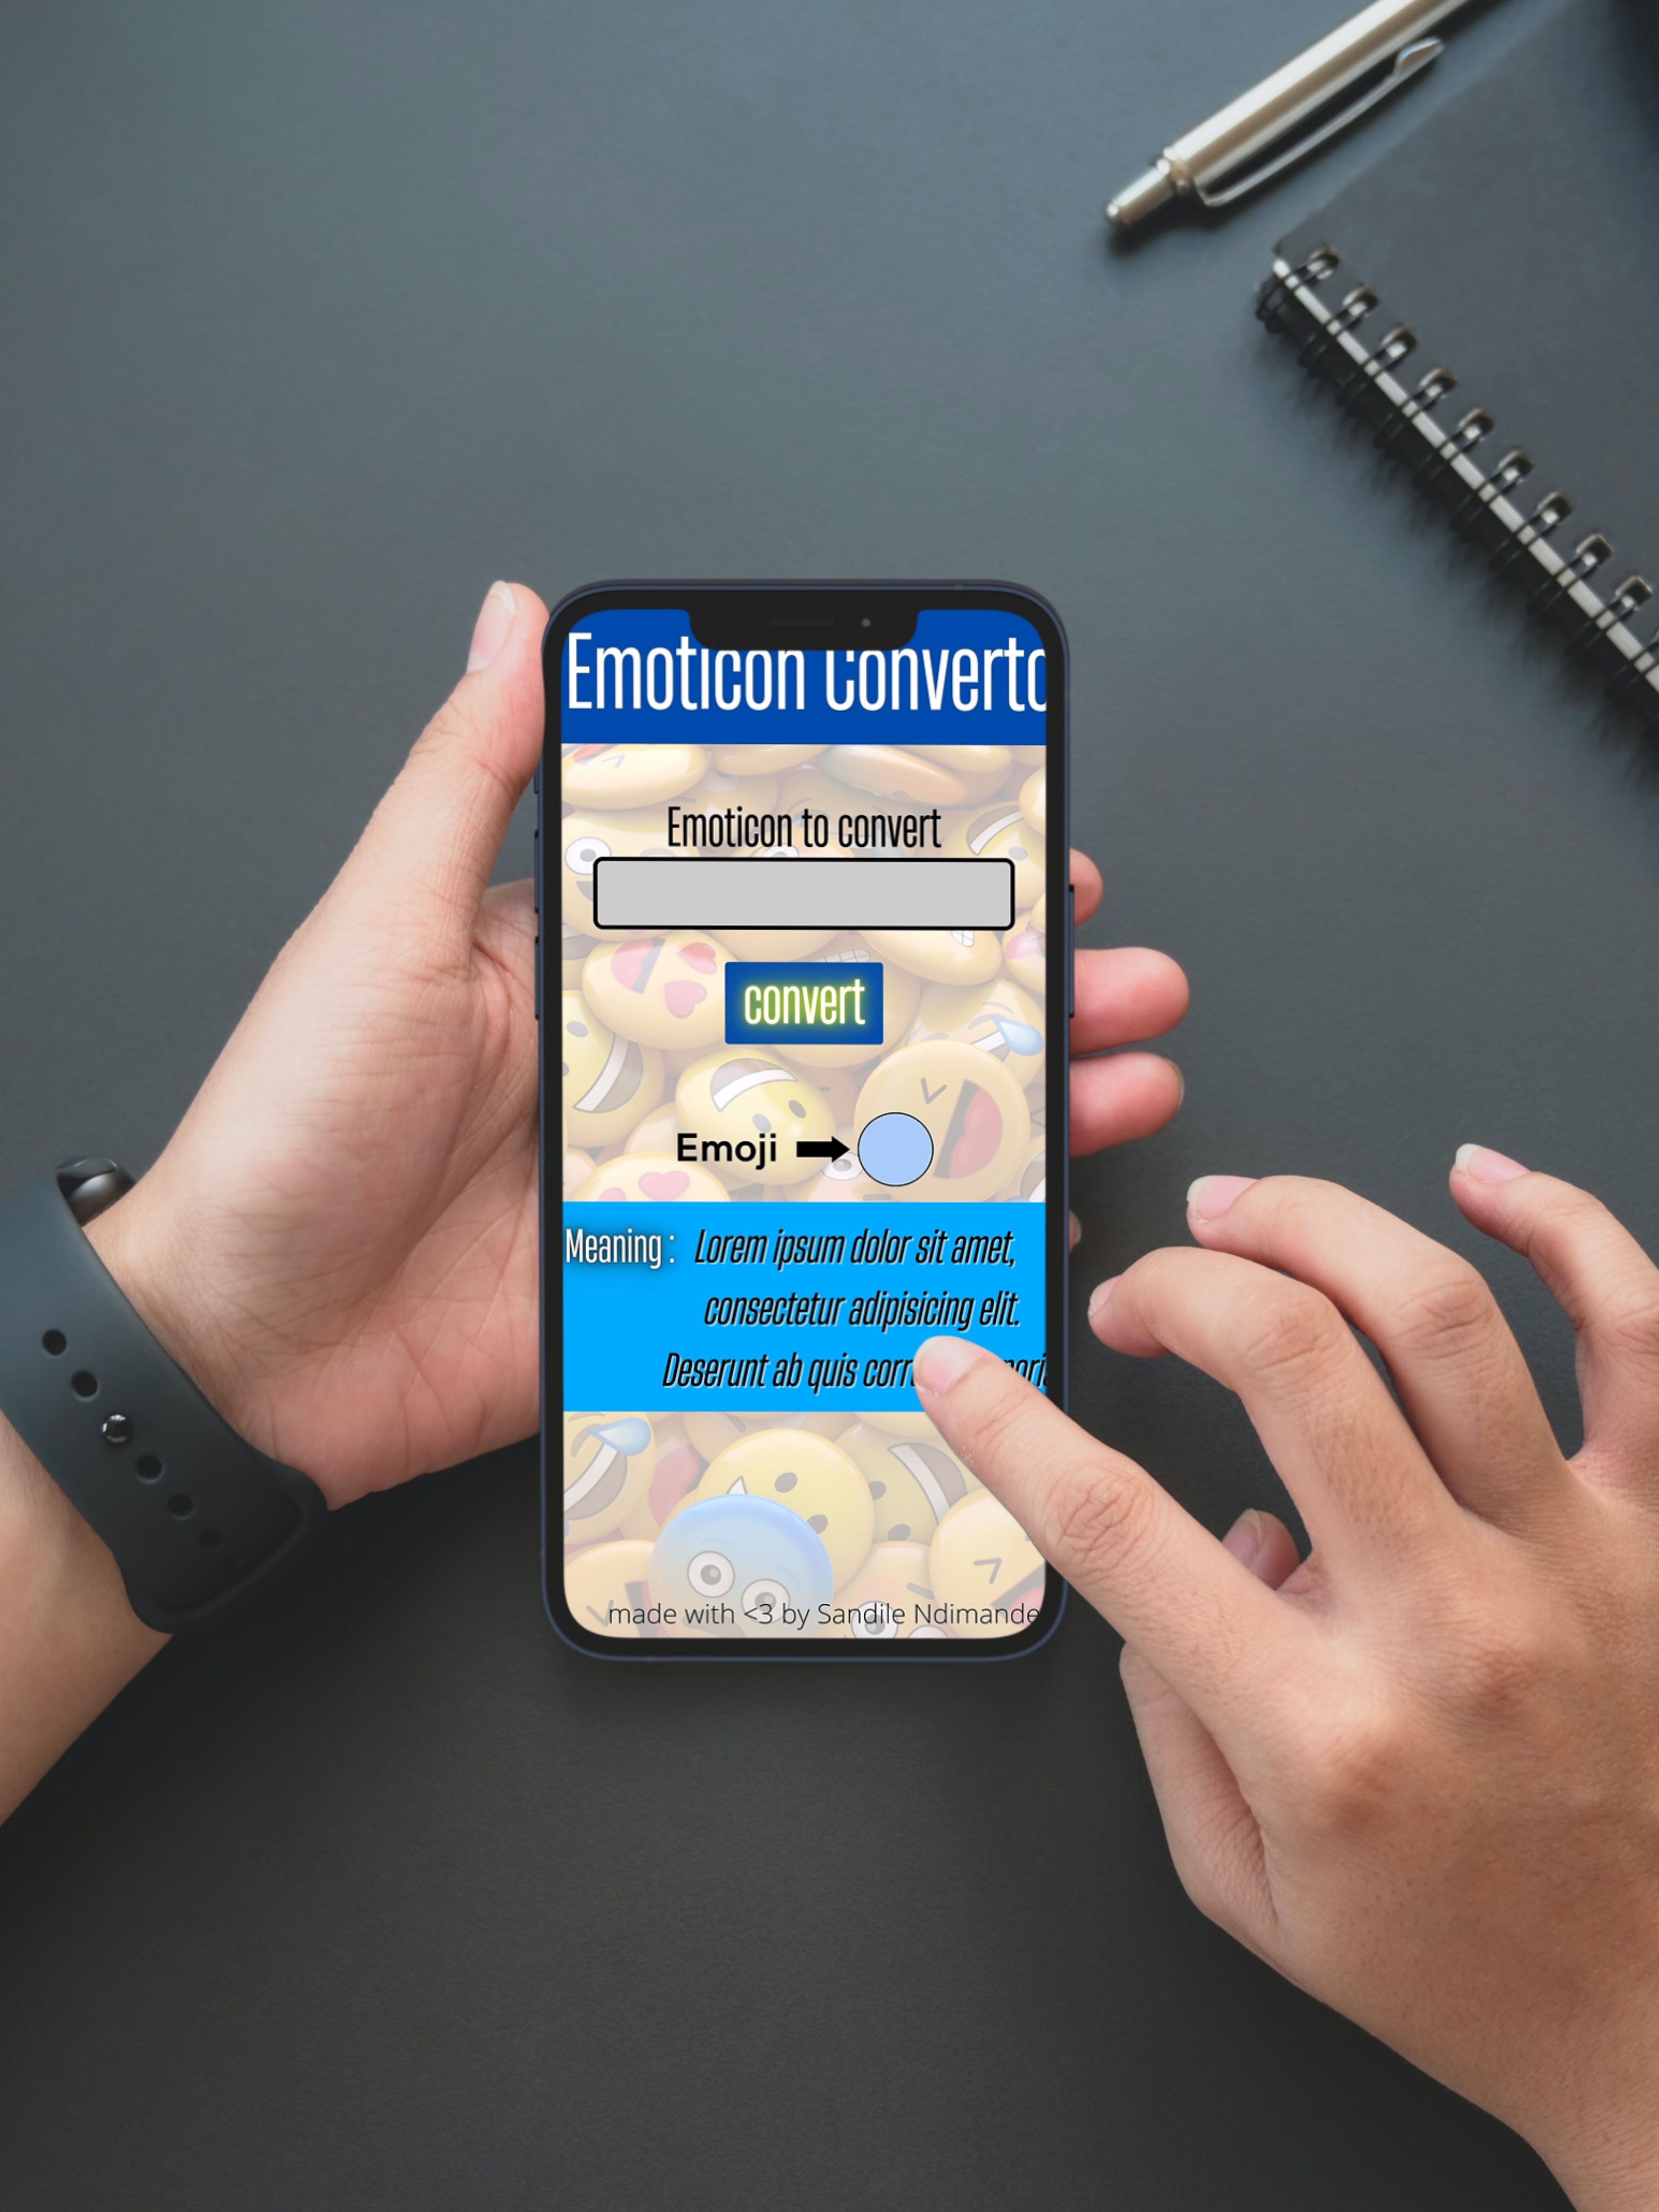 Emoticon Converto
Emoticon to convert
convert
Emoji
Meaning : Lorem ipsum dolor sit amet,
consectetur adipisicing elit.
Deserunt ab quis
made with <3 by Sandile Ndimande